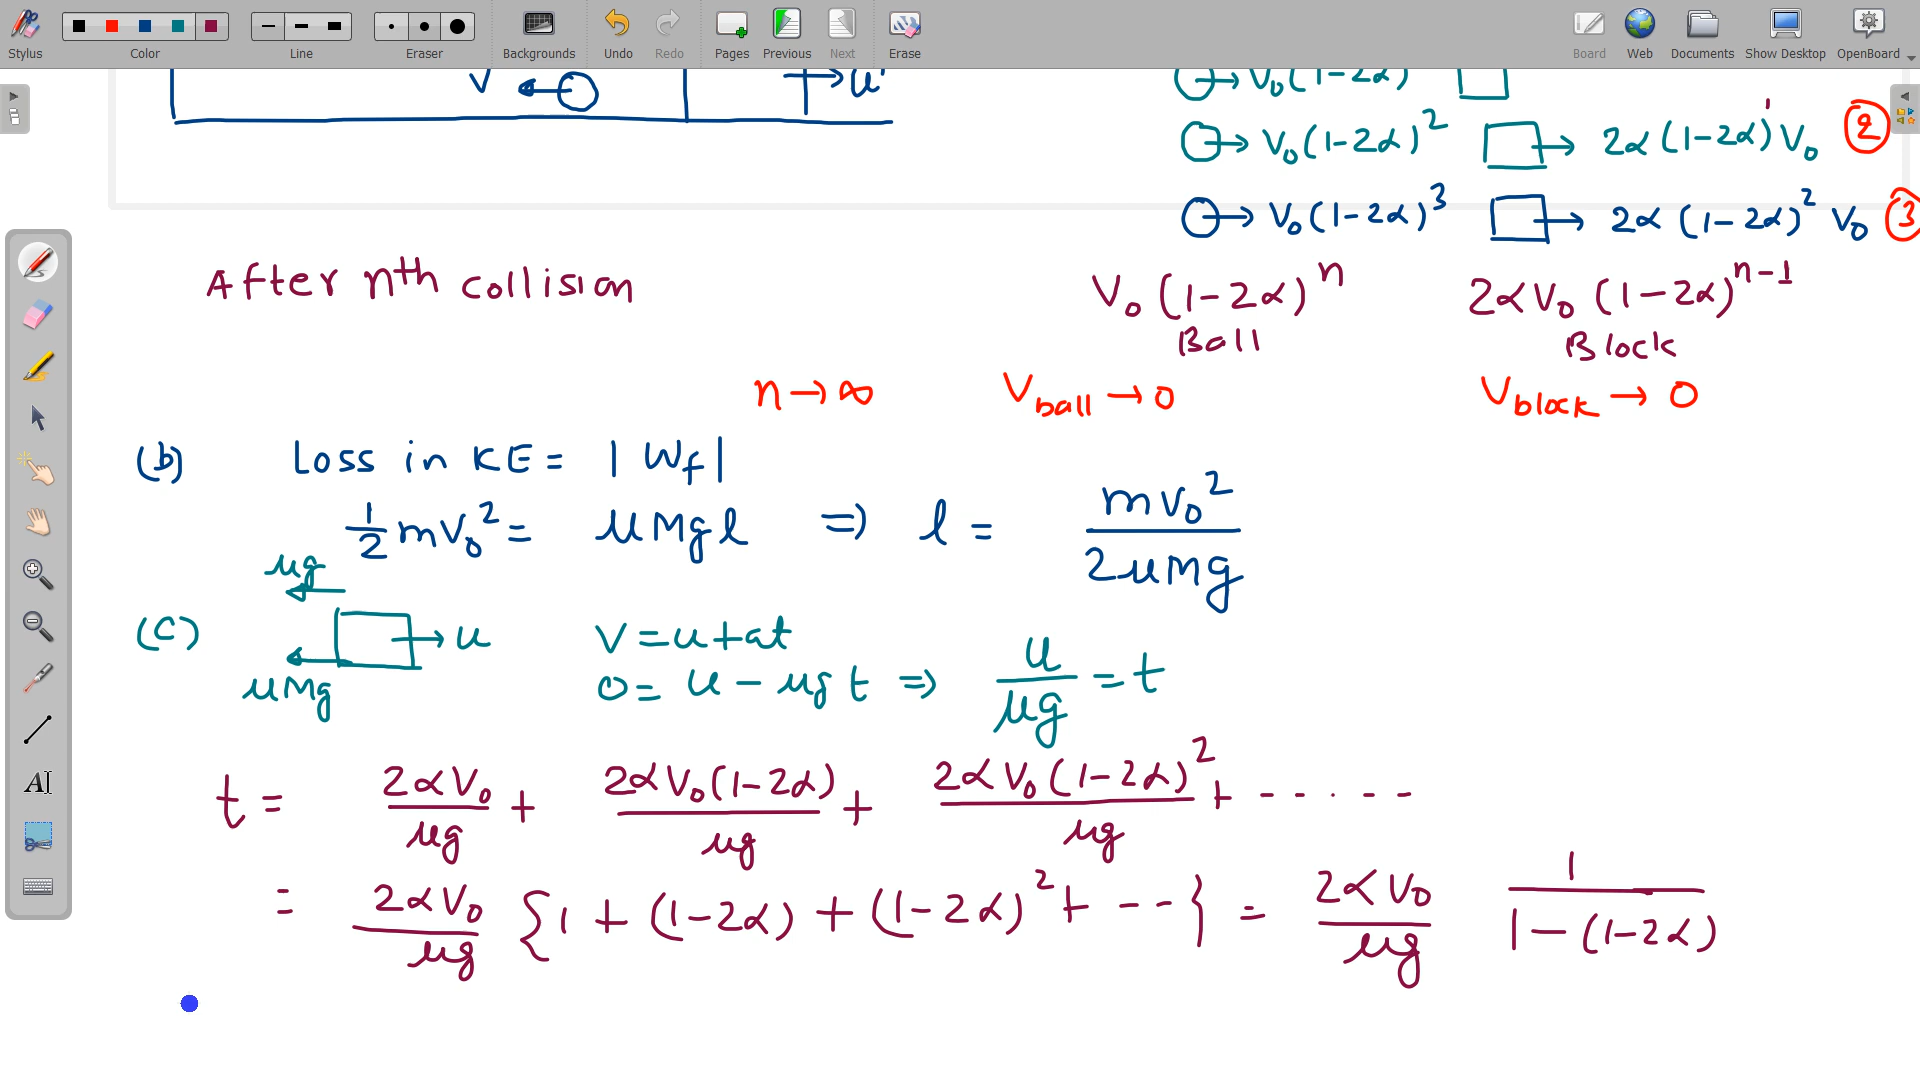 Stylus Color Line Eraser Backgrounds Undo Redo Pages Previous Next Erase Board Web Documents Show Desktop OpenBoard
V u'
→ V₀(1-2α)
→ V₀(1-2α)² → 2α(1-2α)¹V₀ ②
→ V₀(1-2α)³ → 2α(1-2α)² V₀ ③
After nth collision V₀(1-2α)ⁿ 2αV₀(1-2α)ⁿ⁻¹
Ball Block
n→∞ V_ball → 0 V_block → 0
(b) Loss in KE = |W_f|
½mV₀² = μMgl ⇒ l = mV₀²/2μMg
μg
(C) → u V = u+at
μMg 0 = u - μgt ⇒ u/μg = t
t = 2αV₀/μg + 2αV₀(1-2α)/μg + 2αV₀(1-2α)²/μg + -----
= 2αV₀/μg {1 + (1-2α) + (1-2α)² + ---} = 2αV₀/μg 1/1-(1-2α)